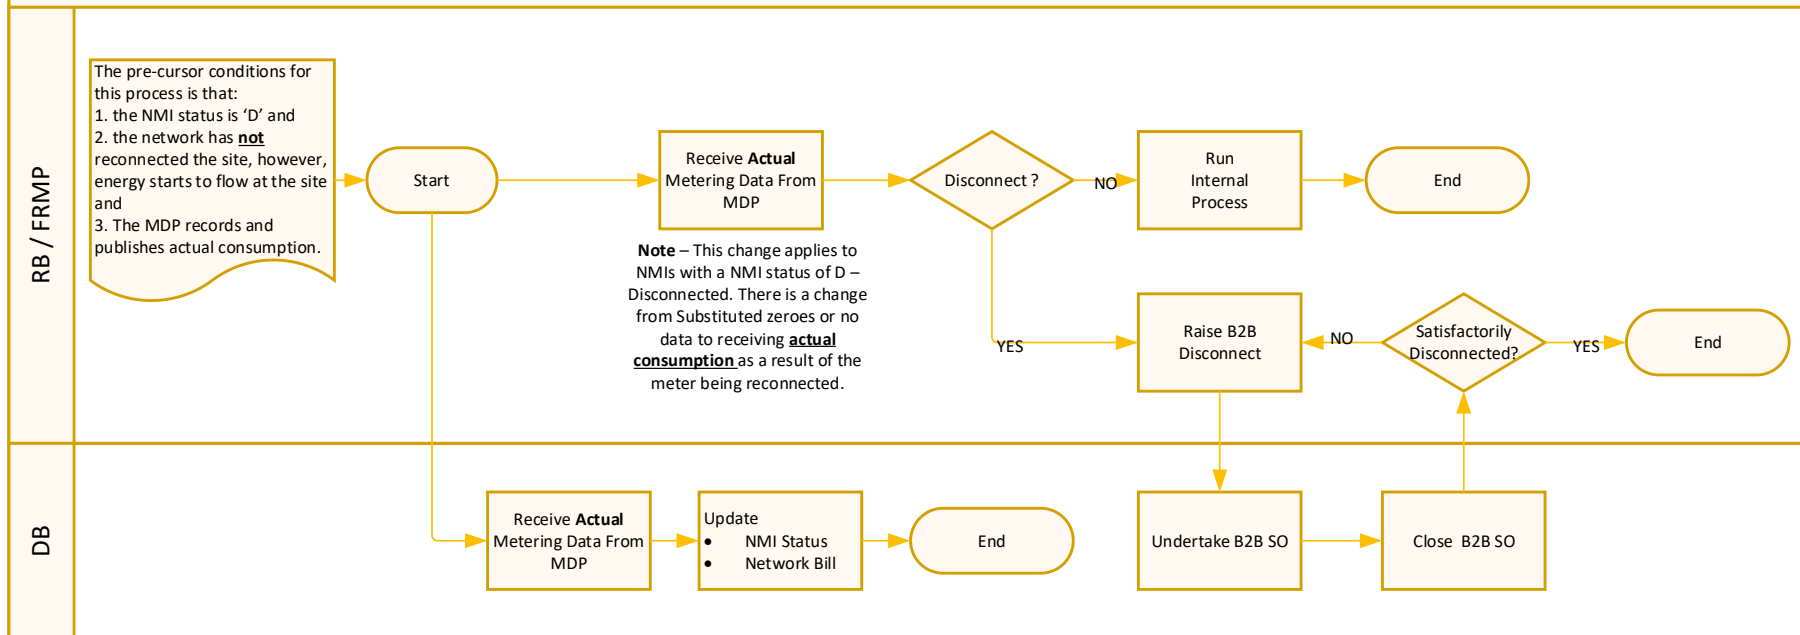 RB / FRMP
The pre-cursor conditions for
this process is that:
1. the NMI status is ‘D’ and
2. the network has not
reconnected the site, however,
energy starts to flow at the site
and
3. The MDP records and
publishes actual consumption.
Start
Receive Actual
Metering Data From
MDP
Disconnect ?
NO
Run
Internal
Process
End
Note – This change applies to
NMIs with a NMI status of D –
Disconnected. There is a change
from Substituted zeroes or no
data to receiving actual
consumption as a result of the
meter being reconnected.
YES
Raise B2B
Disconnect
NO
Satisfactorily
Disconnected?
YES
End
DB
Receive Actual
Metering Data From
MDP
Update
• NMI Status
• Network Bill
End
Undertake B2B SO
Close B2B SO